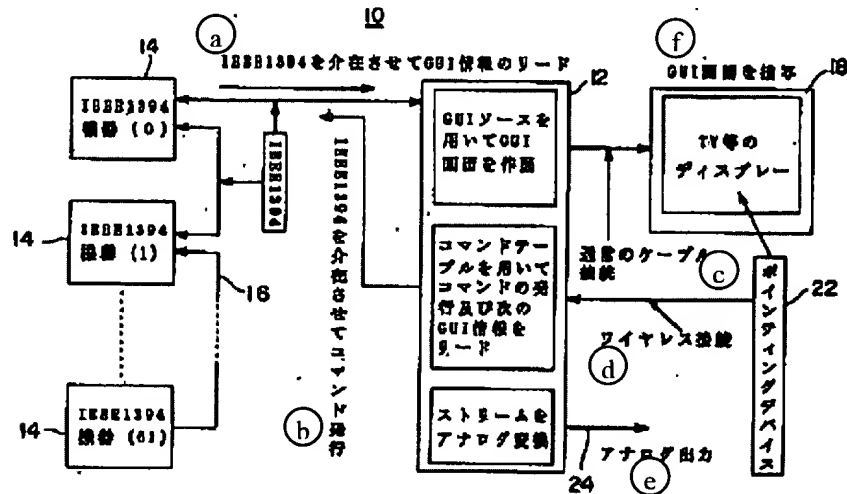 10
a
IEEE1394を介在させてGUI情報のリード
14
IEEE1394
機器 (0)
IEEE1394
14
IEEE1394
機器 (1)
16
14
IEEE1394
機器 (61)
b
IEEE1394を介在させてコマンド発行
12
GUIソースを
用いてGUI
画面を作画
コマンドテー
ブルを用いて
コマンドの発
行及び次の
GUI情報を
リード
ストリームを
アナログ変換
f
GUI画面を描写
18
TV等の
ディスプレー
通常のケーブル
接続
c
ワイヤレス接続
d
ポインティングデバイス
22
24
アナログ出力
e